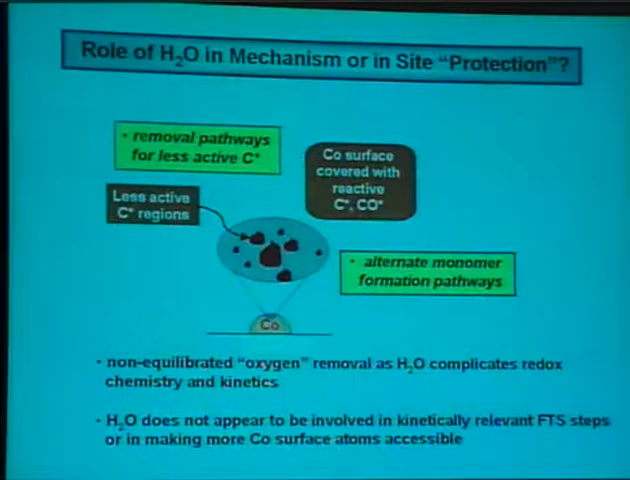 Role of H₂O in Mechanism or in Site "Protection"?
• removal pathways
for less active C*
Co surface
covered with
reactive
C*, CO*
Less active
C* regions
• alternate monomer
formation pathways
Co
• non-equilibrated "oxygen" removal as H₂O complicates redox
chemistry and kinetics
• H₂O does not appear to be involved in kinetically relevant FTS steps
or in making more Co surface atoms accessible